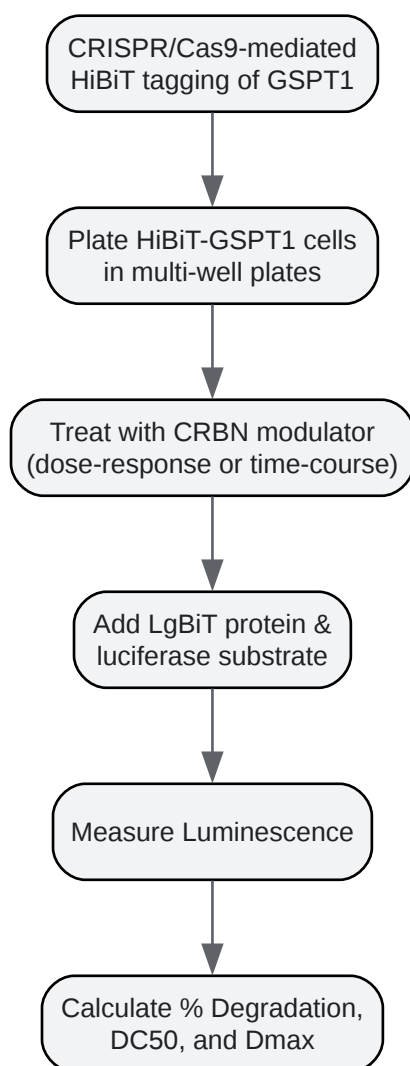 CRISPR/Cas9-mediated
HiBiT tagging of GSPT1
Plate HiBiT-GSPT1 cells
in multi-well plates
Treat with CRBN modulator
(dose-response or time-course)
Add LgBiT protein &
luciferase substrate
Measure Luminescence
Calculate % Degradation,
DC50, and Dmax